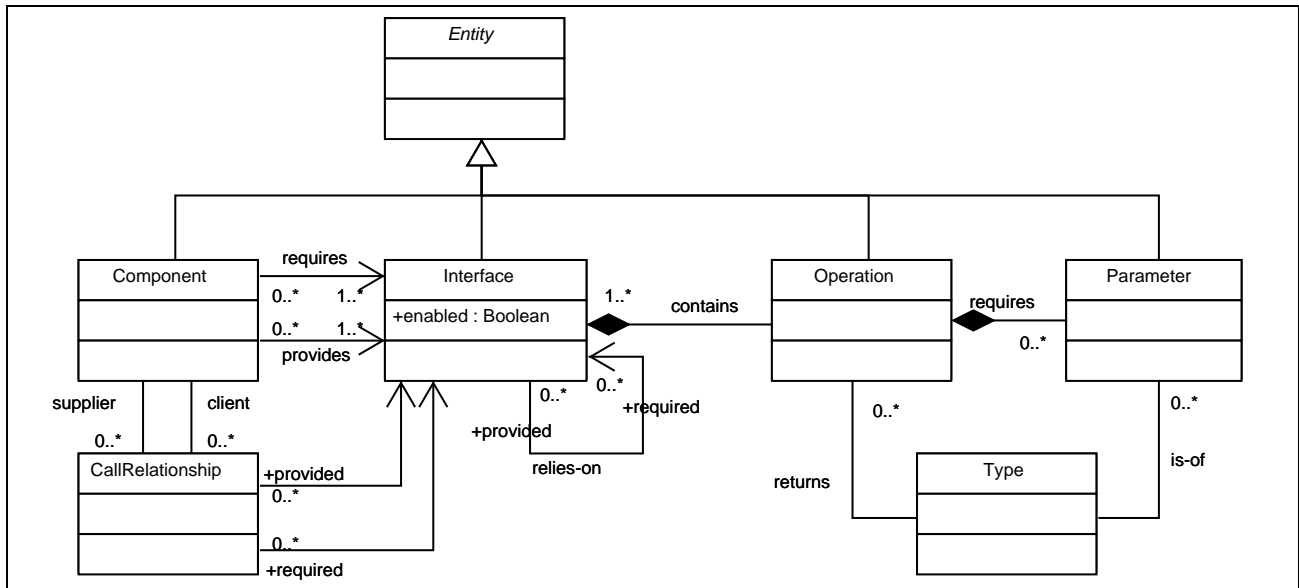 Entity
Component
requires
0..*
1..*
0..*
1..*
provides
Interface
+enabled : Boolean
1..*
contains
Operation
requires
0..*
Parameter
supplier
client
0..*
0..*
0..*
+provided
0..*
+required
relies-on
0..*
0..*
CallRelationship
+provided
0..*
0..*
+required
returns
Type
is-of